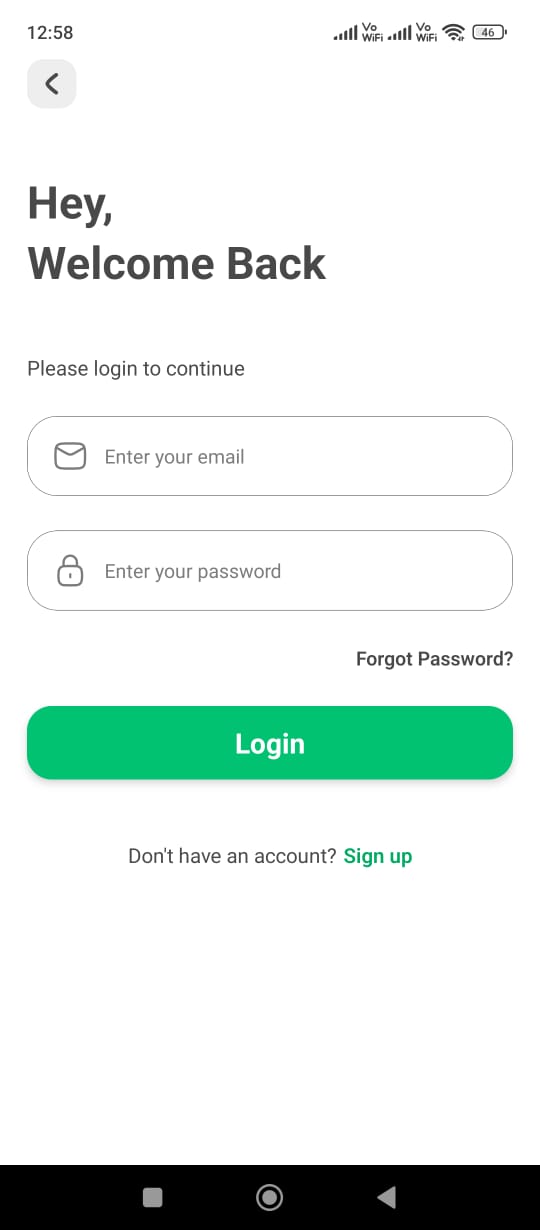 12:58
Vo
WiFi
Vo
WiFi
46
Hey,
Welcome Back
Please login to continue
Enter your email
Enter your password
Forgot Password?
Login
Don't have an account? Sign up